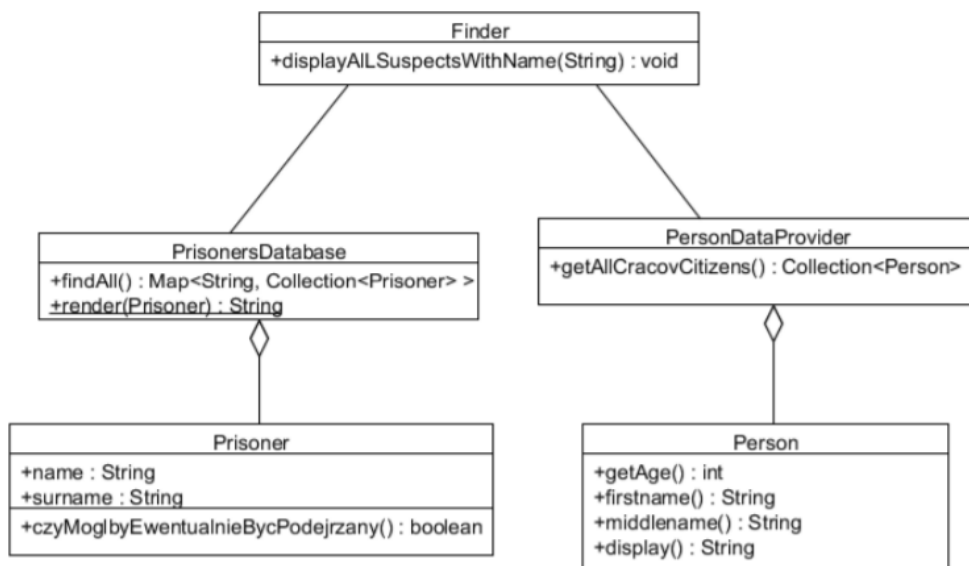 Finder
+displayAlLSuspectsWithName(String) : void
PrisonersDatabase
+findAll() : Map<String, Collection<Prisoner> >
+render(Prisoner) : String
PersonDataProvider
+getAllCracovCitizens() : Collection<Person>
Prisoner
+name : String
+surname : String
+czyMoglbyEwentualnieBycPodejrzany() : boolean
Person
+getAge() : int
+firstname() : String
+middlename() : String
+display() : String